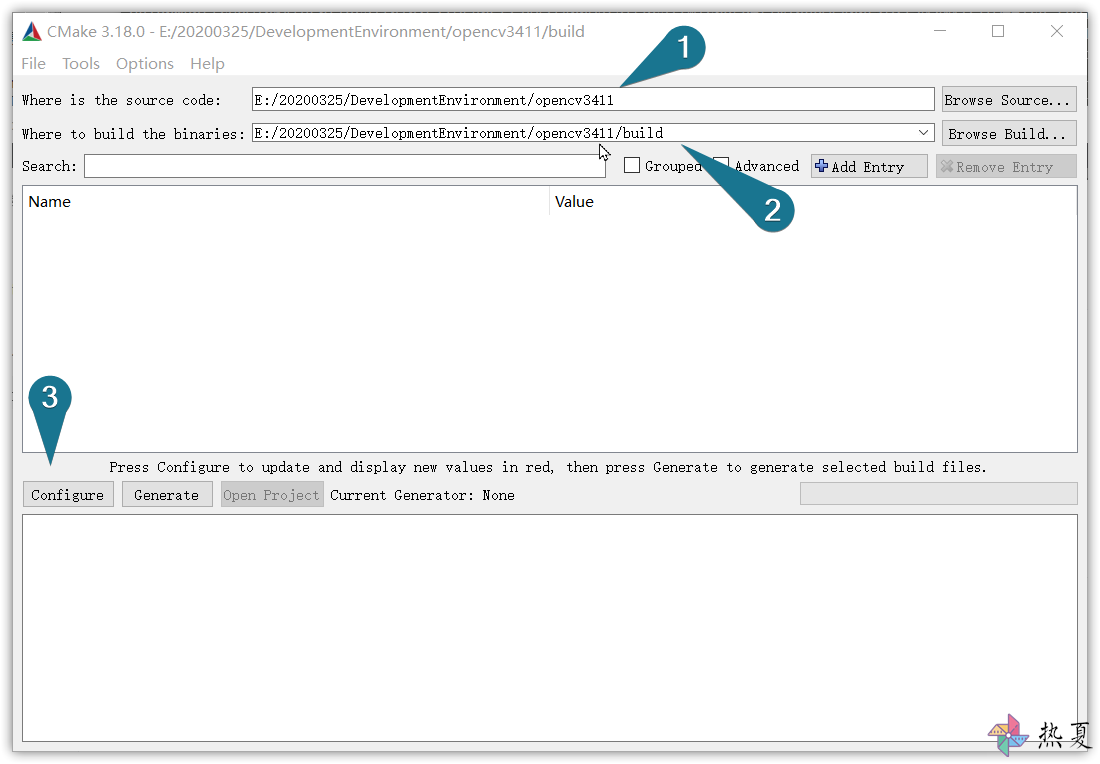 CMake 3.18.0 - E:/20200325/DevelopmentEnvironment/opencv3411/build
File Tools Options Help
1
Where is the source code: E:/20200325/DevelopmentEnvironment/opencv3411 Browse Source...
Where to build the binaries: E:/20200325/DevelopmentEnvironment/opencv3411/build Browse Build...
Search: Grouped Advanced Add Entry Remove Entry
2
Name Value
3
Press Configure to update and display new values in red, then press Generate to generate selected build files.
Configure Generate Open Project Current Generator: None
热夏